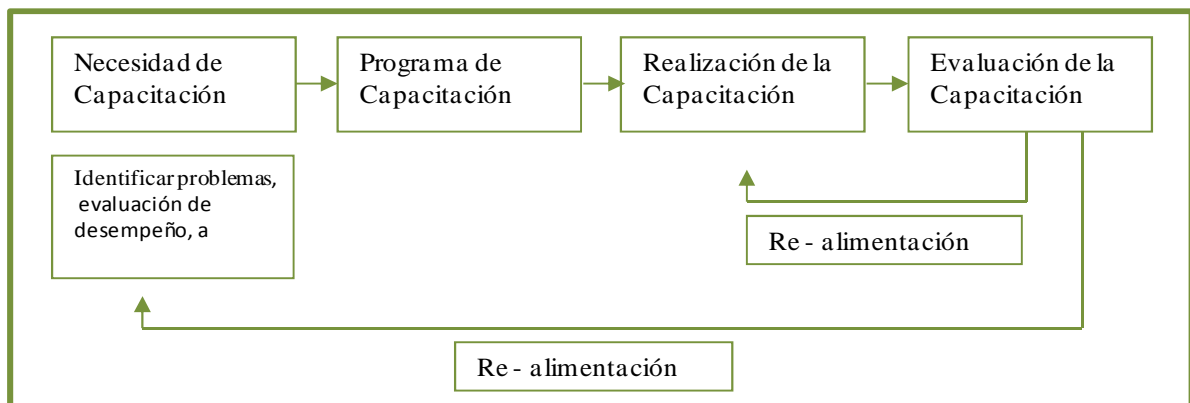 Necesidad de
Capacitación
Programa de
Capacitación
Realización de la
Capacitación
Evaluación de la
Capacitación
Identificar problemas,
evaluación de
desempeño, a
Re - alimentación
Re - alimentación